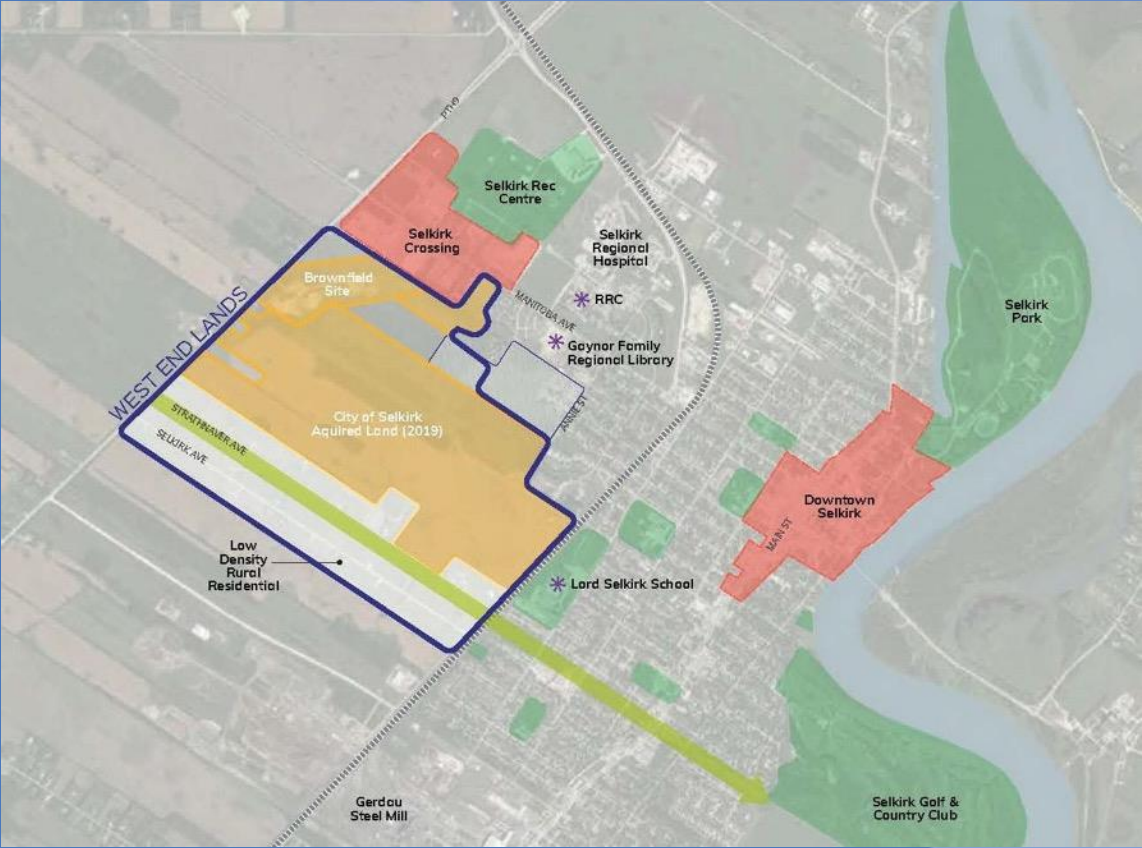 PTH 9
Selkirk Rec
Centre
Selkirk
Crossing
Selkirk
Regional
Hospital
Brownfield
Site
MANITOBA AVE
RRC
Selkirk
Park
WEST END LANDS
Gaynor Family
Regional Library
ANNIE ST
STRATHNAVER AVE
City of Selkirk
Aquired Land (2019)
SELKIRK AVE
Downtown
Selkirk
MAIN ST
Low
Density
Rural
Residential
Lord Selkirk School
Gerdau
Steel Mill
Selkirk Golf &
Country Club